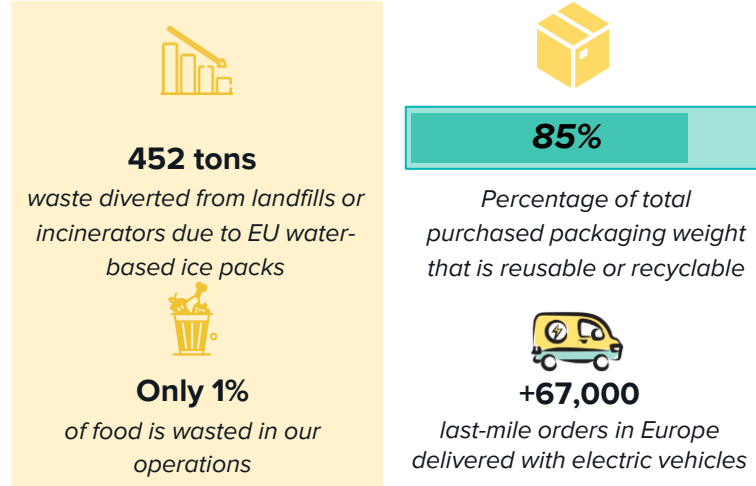 452 tons
waste diverted from landfills or
incinerators due to EU water-
based ice packs
Only 1%
of food is wasted in our
operations
85%
Percentage of total
purchased packaging weight
that is reusable or recyclable
+67,000
last-mile orders in Europe
delivered with electric vehicles